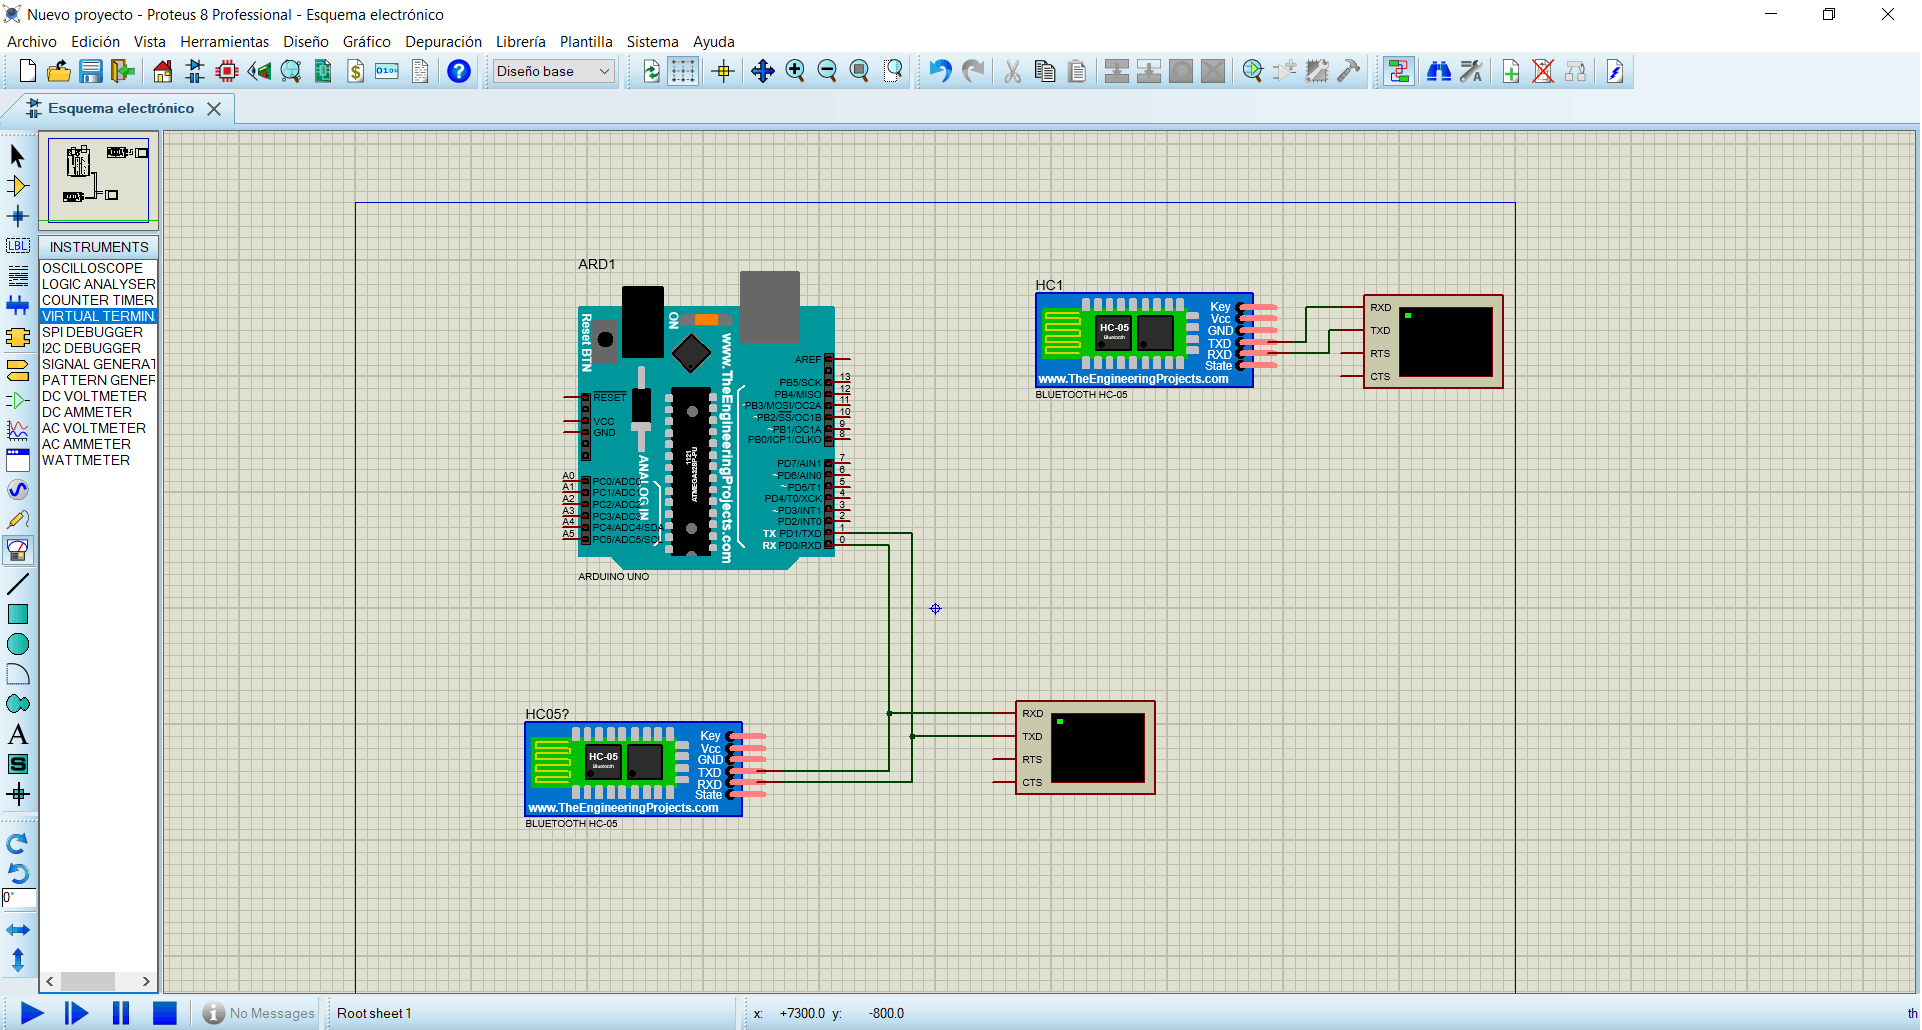 Nuevo proyecto - Proteus 8 Professional - Esquema electrónico
Archivo Edición Vista Herramientas Diseño Gráfico Depuración Librería Plantilla Sistema Ayuda
Diseño base
Esquema electrónico
LBL
INSTRUMENTS
OSCILLOSCOPE
LOGIC ANALYSER
COUNTER TIMER
VIRTUAL TERMIN
SPI DEBUGGER
I2C DEBUGGER
SIGNAL GENERAT
PATTERN GENER
DC VOLTMETER
DC AMMETER
AC VOLTMETER
AC AMMETER
WATTMETER
0°
ARD1
ON
Reset BTN
www.TheEngineeringProjects.com
ANALOG IN
1121
ATMEGA328P-PU
RESET
VCC
GND
A0 PC0/ADC0
A1 PC1/ADC1
A2 PC2/ADC2
A3 PC3/ADC3
A4 PC4/ADC4/SDA
A5 PC5/ADC5/SCL
AREF
PB5/SCK 13
PB4/MISO 12
~PB3/MOSI/OC2A 11
~PB2/SS/OC1B 10
~PB1/OC1A 9
PB0/ICP1/CLKO 8
PD7/AIN1 7
~PD6/AIN0 6
~PD5/T1 5
PD4/T0/XCK 4
~PD3/INT1 3
PD2/INT0 2
TX PD1/TXD 1
RX PD0/RXD 0
ARDUINO UNO
HC1
HC-05
Bluetooth
Key
Vcc
GND
TXD
RXD
State
www.TheEngineeringProjects.com
BLUETOOTH HC-05
RXD
TXD
RTS
CTS
HC05?
HC-05
Bluetooth
Key
Vcc
GND
TXD
RXD
State
www.TheEngineeringProjects.com
BLUETOOTH HC-05
RXD
TXD
RTS
CTS
No Messages
Root sheet 1
x: +7300.0 y: -800.0
th